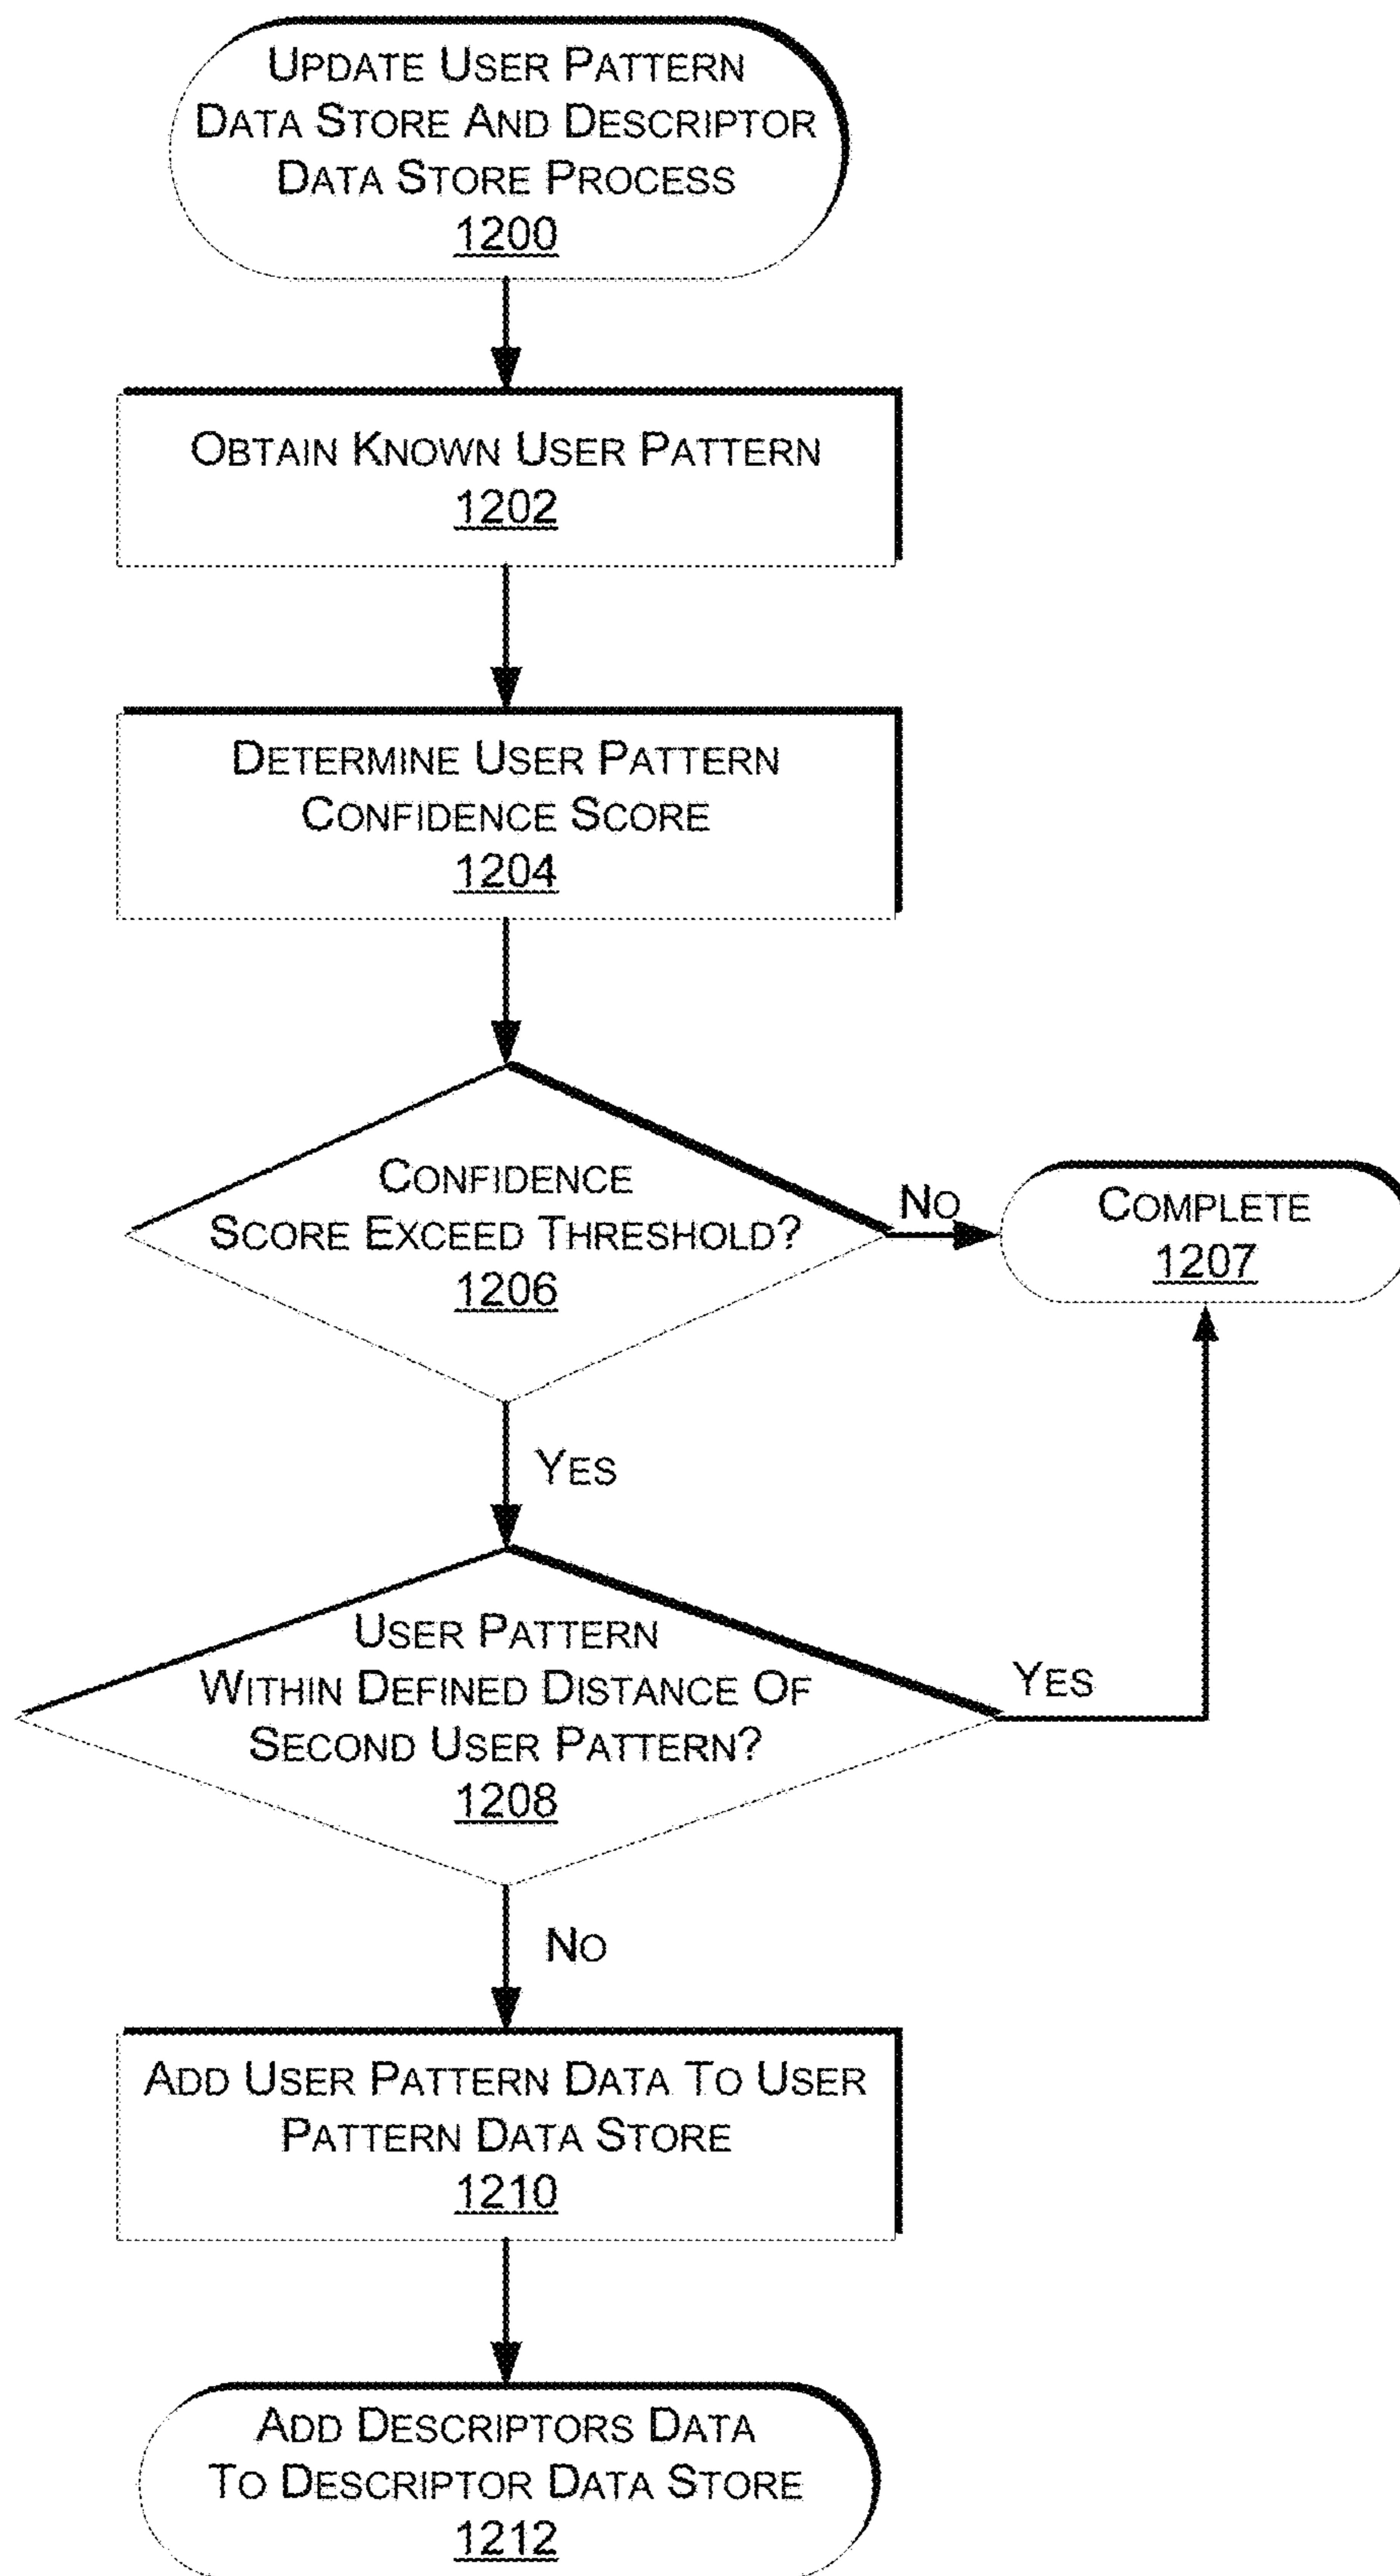 UPDATE USER PATTERN
DATA STORE AND DESCRIPTOR
DATA STORE PROCESS
1200
OBTAIN KNOWN USER PATTERN
1202
DETERMINE USER PATTERN
CONFIDENCE SCORE
1204
CONFIDENCE
SCORE EXCEED THRESHOLD?
1206
NO
COMPLETE
1207
YES
USER PATTERN
WITHIN DEFINED DISTANCE OF
SECOND USER PATTERN?
1208
YES
NO
ADD USER PATTERN DATA TO USER
PATTERN DATA STORE
1210
ADD DESCRIPTORS DATA
TO DESCRIPTOR DATA STORE
1212